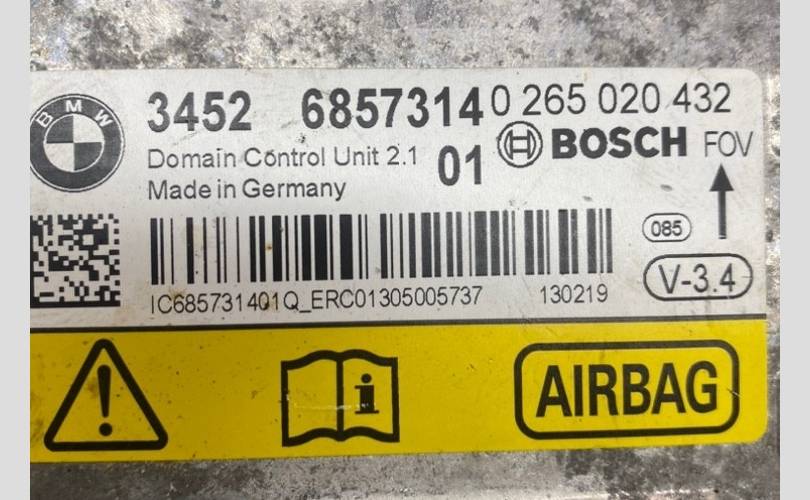 BMW
3452 6857314 0 265 020 432
Domain Control Unit 2.1 01 BOSCH FOV
Made in Germany
085
V-3.4
IC685731401Q_ERC01305005737 130219
i
AIRBAG